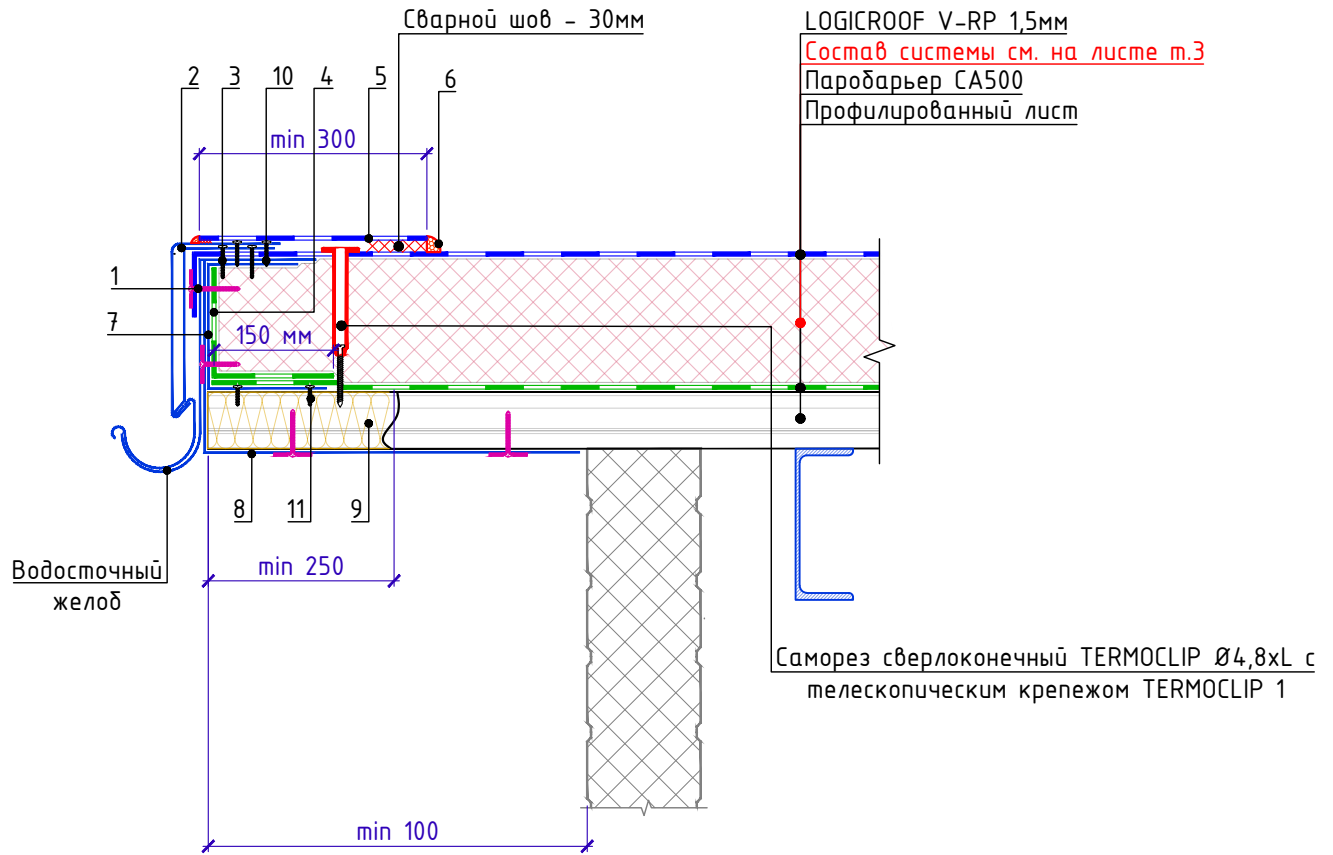 Сварной шов - 30мм
LOGICROOF V-RP 1,5мм
Состав системы см. на листе т.3
Паробарьер СА500
Профилированный лист
2 3 10 4 5 6
min 300
1
7
150 мм
8 11 9
Водосточный
желоб
min 250
Саморез сверлоконечный TERMOCLIP Ø4,8xL с
телескопическим крепежом TERMOCLIP 1
min 100